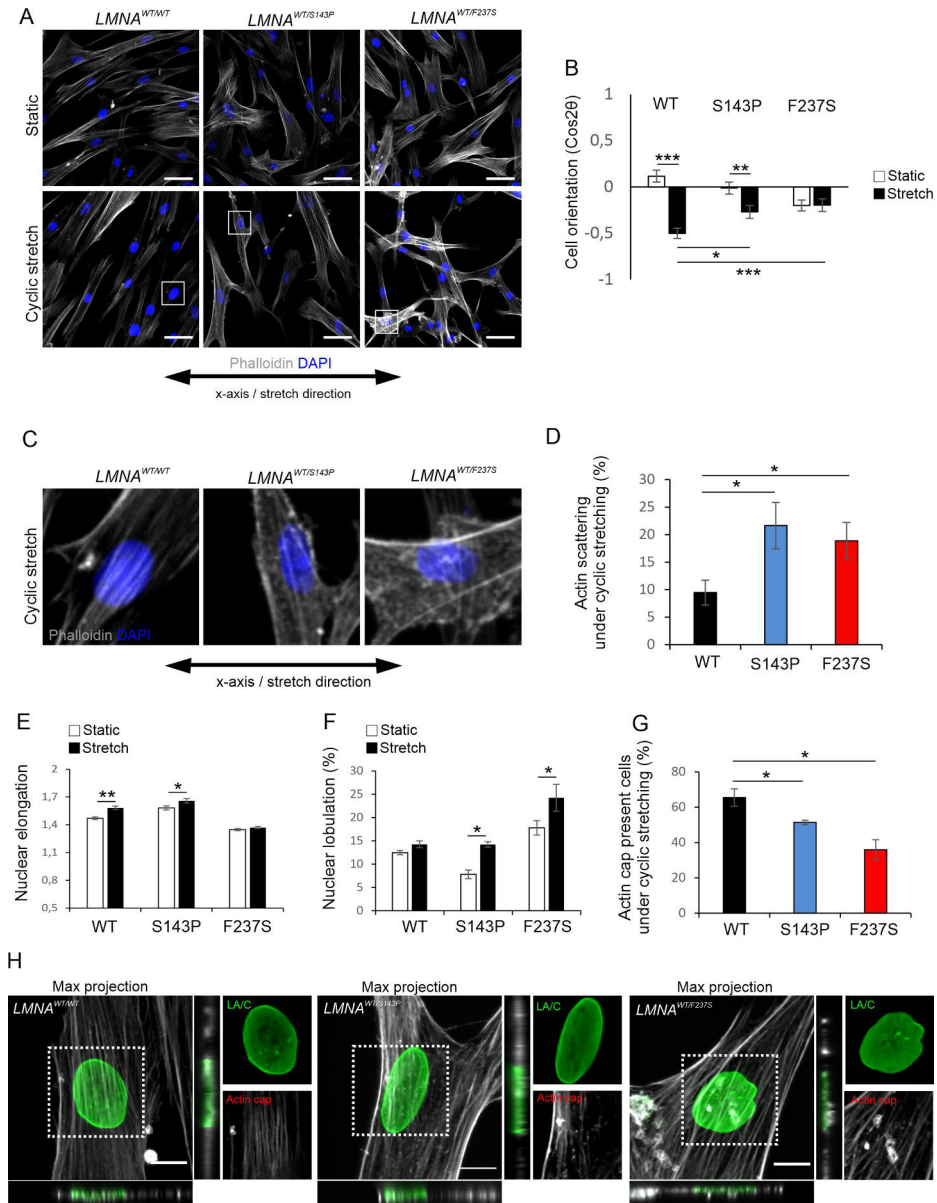 A
LMNA WT/WT
LMNA WT/S143P
LMNA WT/F237S
Static
Cyclic stretch
Phalloidin DAPI
x-axis / stretch direction
B
Cell orientation (Cos2θ)
1
0,5
0
-0,5
-1
WT S143P F237S
***
**
*
***
Static
Stretch
C
LMNA WT/WT
LMNA WT/S143P
LMNA WT/F237S
Cyclic stretch
Phalloidin DAPI
x-axis / stretch direction
D
Actin scattering
under cyclic stretching (%)
30
25
20
15
10
5
0
*
*
WT S143P F237S
E
Static
Stretch
Nuclear elongation
2
1,7
1,4
1,1
0,8
0,5
**
*
WT S143P F237S
F
Static
Stretch
Nuclear lobulation (%)
30
25
20
15
10
5
0
*
*
WT S143P F237S
G
Actin cap present cells
under cyclic stretching (%)
80
60
40
20
0
*
*
WT S143P F237S
H
Max projection
LMNA WT/WT
LA/C
Actin cap
Max projection
LMNA WT/S143P
LA/C
Actin cap
Max projection
LMNA WT/F237S
LA/C
Actin cap